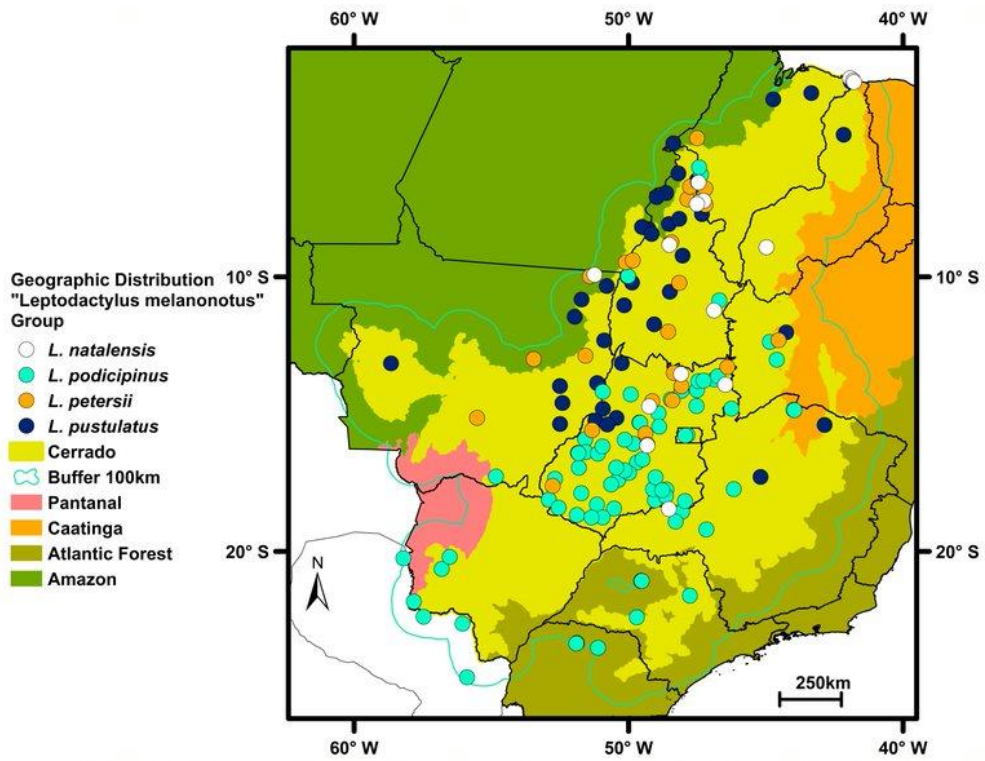 60° W 50° W 40° W
10° S 10° S
Geographic Distribution
"Leptodactylus melanonotus"
Group
L. natalensis
L. podicipinus
L. petersii
L. pustulatus
Cerrado
Buffer 100km
Pantanal
Caatinga
Atlantic Forest
Amazon
20° S 20° S
N
250km
60° W 50° W 40° W